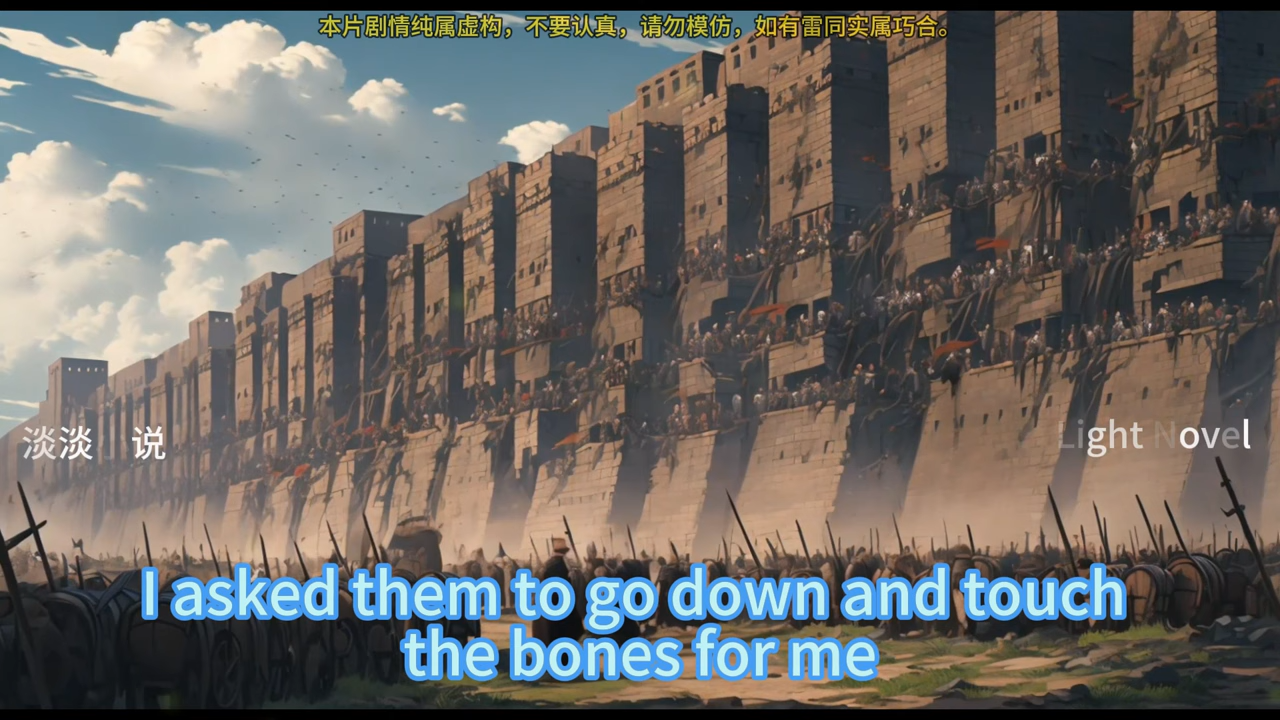 本片剧情纯属虚构，不要认真，请勿模仿，如有雷同实属巧合。
淡淡 说
Light Novel
I asked them to go down and touch
the bones for me